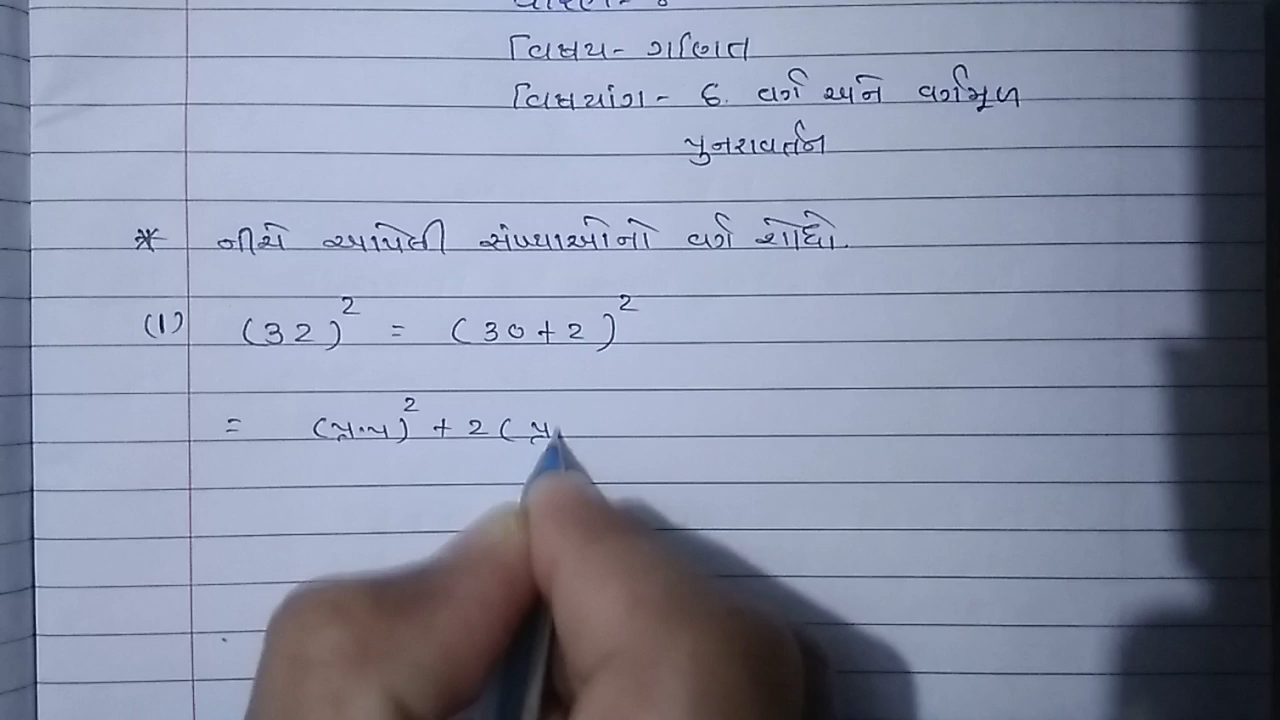 વિષય- ગણિત
વિષયાંગ- 6. વર્ગ અને વર્ગમૂળ
પુનરાવર્તન
* નીચે આપેલી સંખ્યાઓનો વર્ગ શોધો.
(1) (32)² = (30+2)²
= (પ્ર.પ)² + 2 ( પ્ર